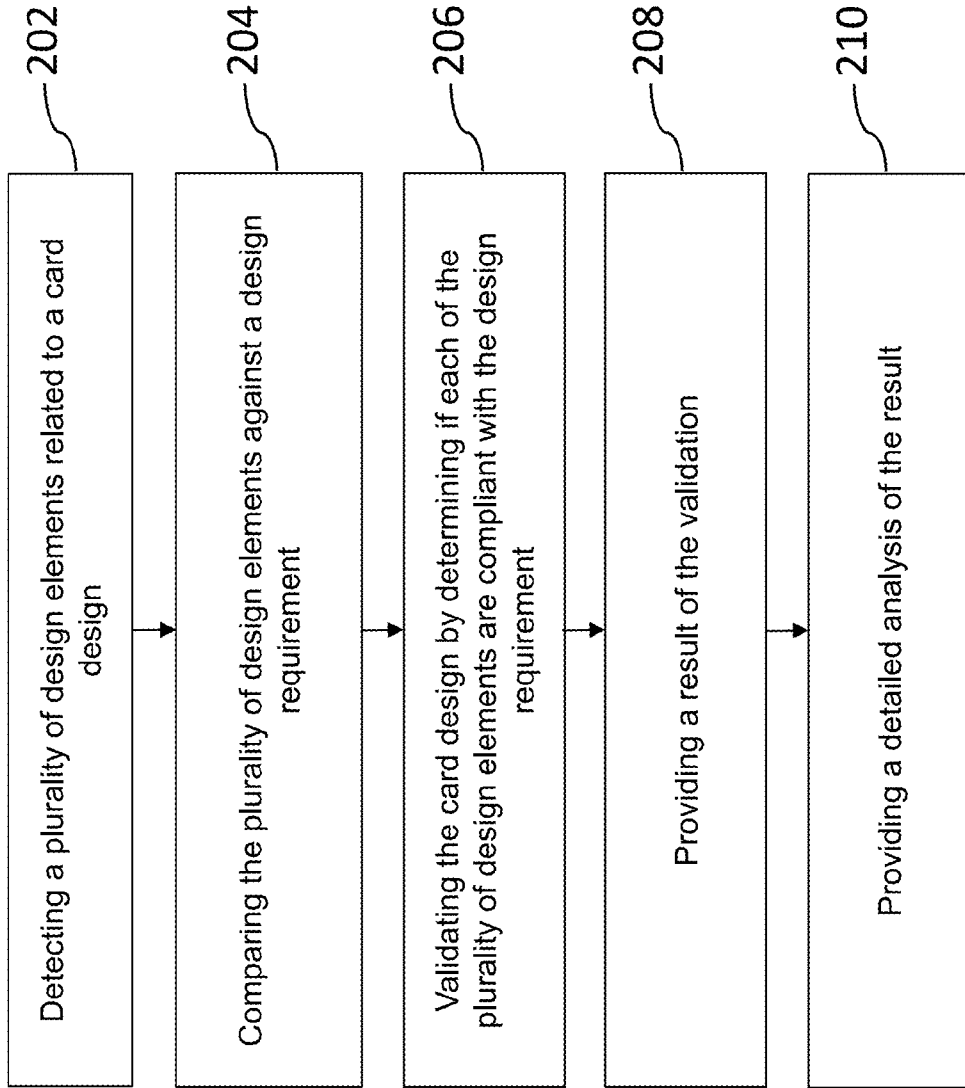 Detecting a plurality of design elements related to a card
design
202
Comparing the plurality of design elements against a design
requirement
204
Validating the card design by determining if each of the
plurality of design elements are compliant with the design
requirement
206
Providing a result of the validation
208
Providing a detailed analysis of the result
210